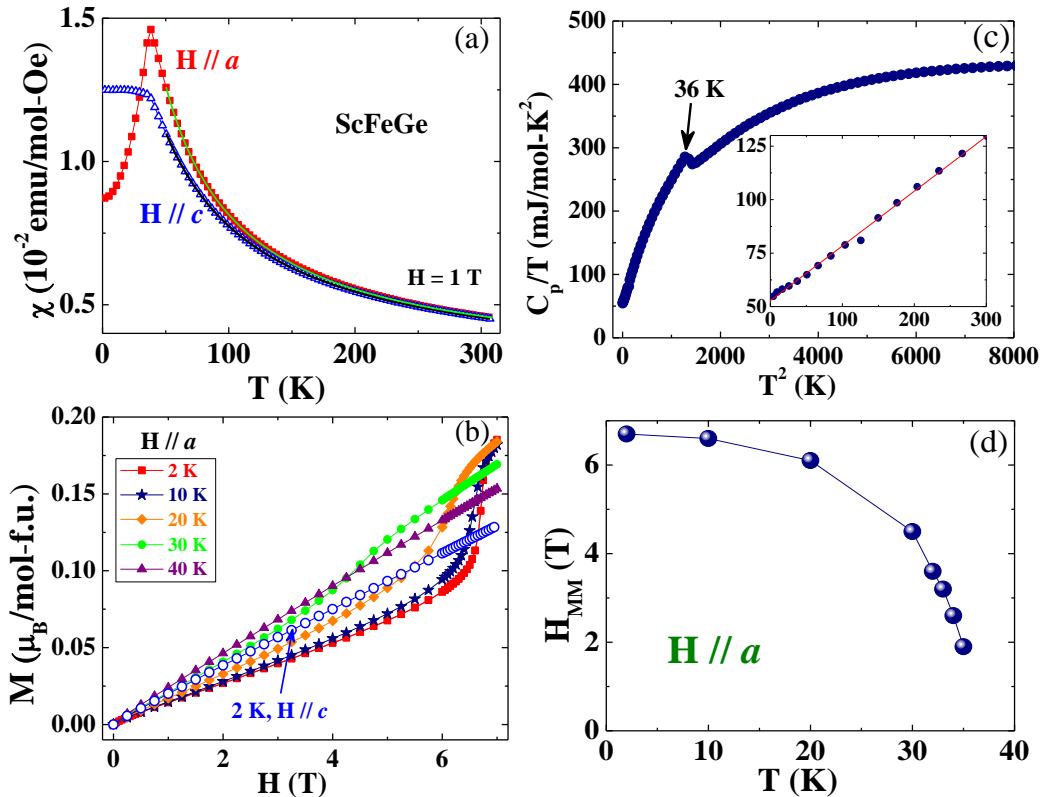 (a)
1.5
1.0
0.5
χ (10⁻² emu/mol-Oe)
H // a
ScFeGe
H // c
H = 1 T
0 100 200 300
T (K)
(c)
500
400
300
200
100
0
C_p/T (mJ/mol-K²)
36 K
125
100
75
50
0 100 200 300
0 2000 4000 6000 8000
T² (K)
(b)
0.20
0.15
0.10
0.05
0.00
M (μ_B/mol-f.u.)
H // a
2 K
10 K
20 K
30 K
40 K
2 K, H // c
0 2 4 6
H (T)
(d)
6
4
2
0
H_MM (T)
H // a
0 10 20 30 40
T (K)